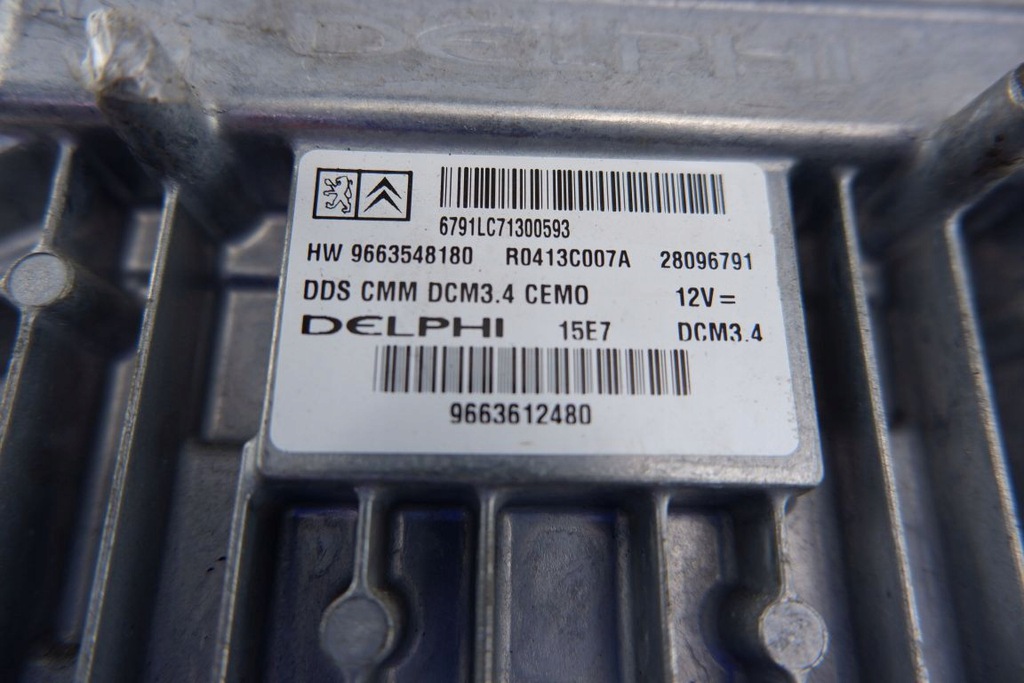 DELPHI
6791LC71300593
HW 9663548180 R0413C007A 28096791
DDS CMM DCM3.4 CEMO 12V=
DELPHI 15E7 DCM3.4
9663612480